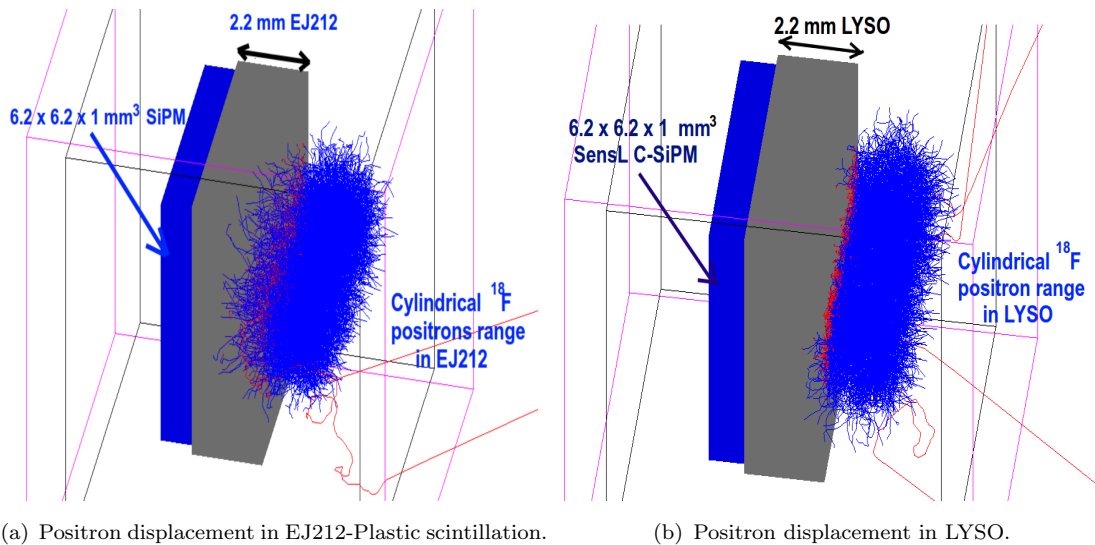 2.2 mm EJ212
6.2 x 6.2 x 1 mm³ SiPM
Cylindrical ¹⁸F
positrons range
in EJ212
(a) Positron displacement in EJ212-Plastic scintillation.
2.2 mm LYSO
6.2 x 6.2 x 1 mm³
SensL C-SiPM
Cylindrical ¹⁸F
positron range
in LYSO
(b) Positron displacement in LYSO.